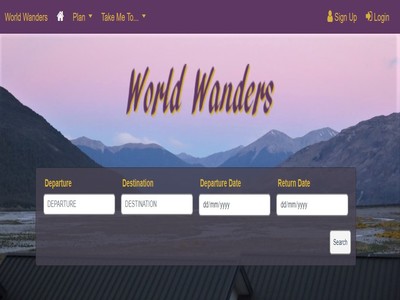 World Wanders Plan Take Me To... Sign Up Login
World Wanders
Departure Destination Departure Date Return Date
DEPARTURE DESTINATION dd/mm/yyyy dd/mm/yyyy
Search